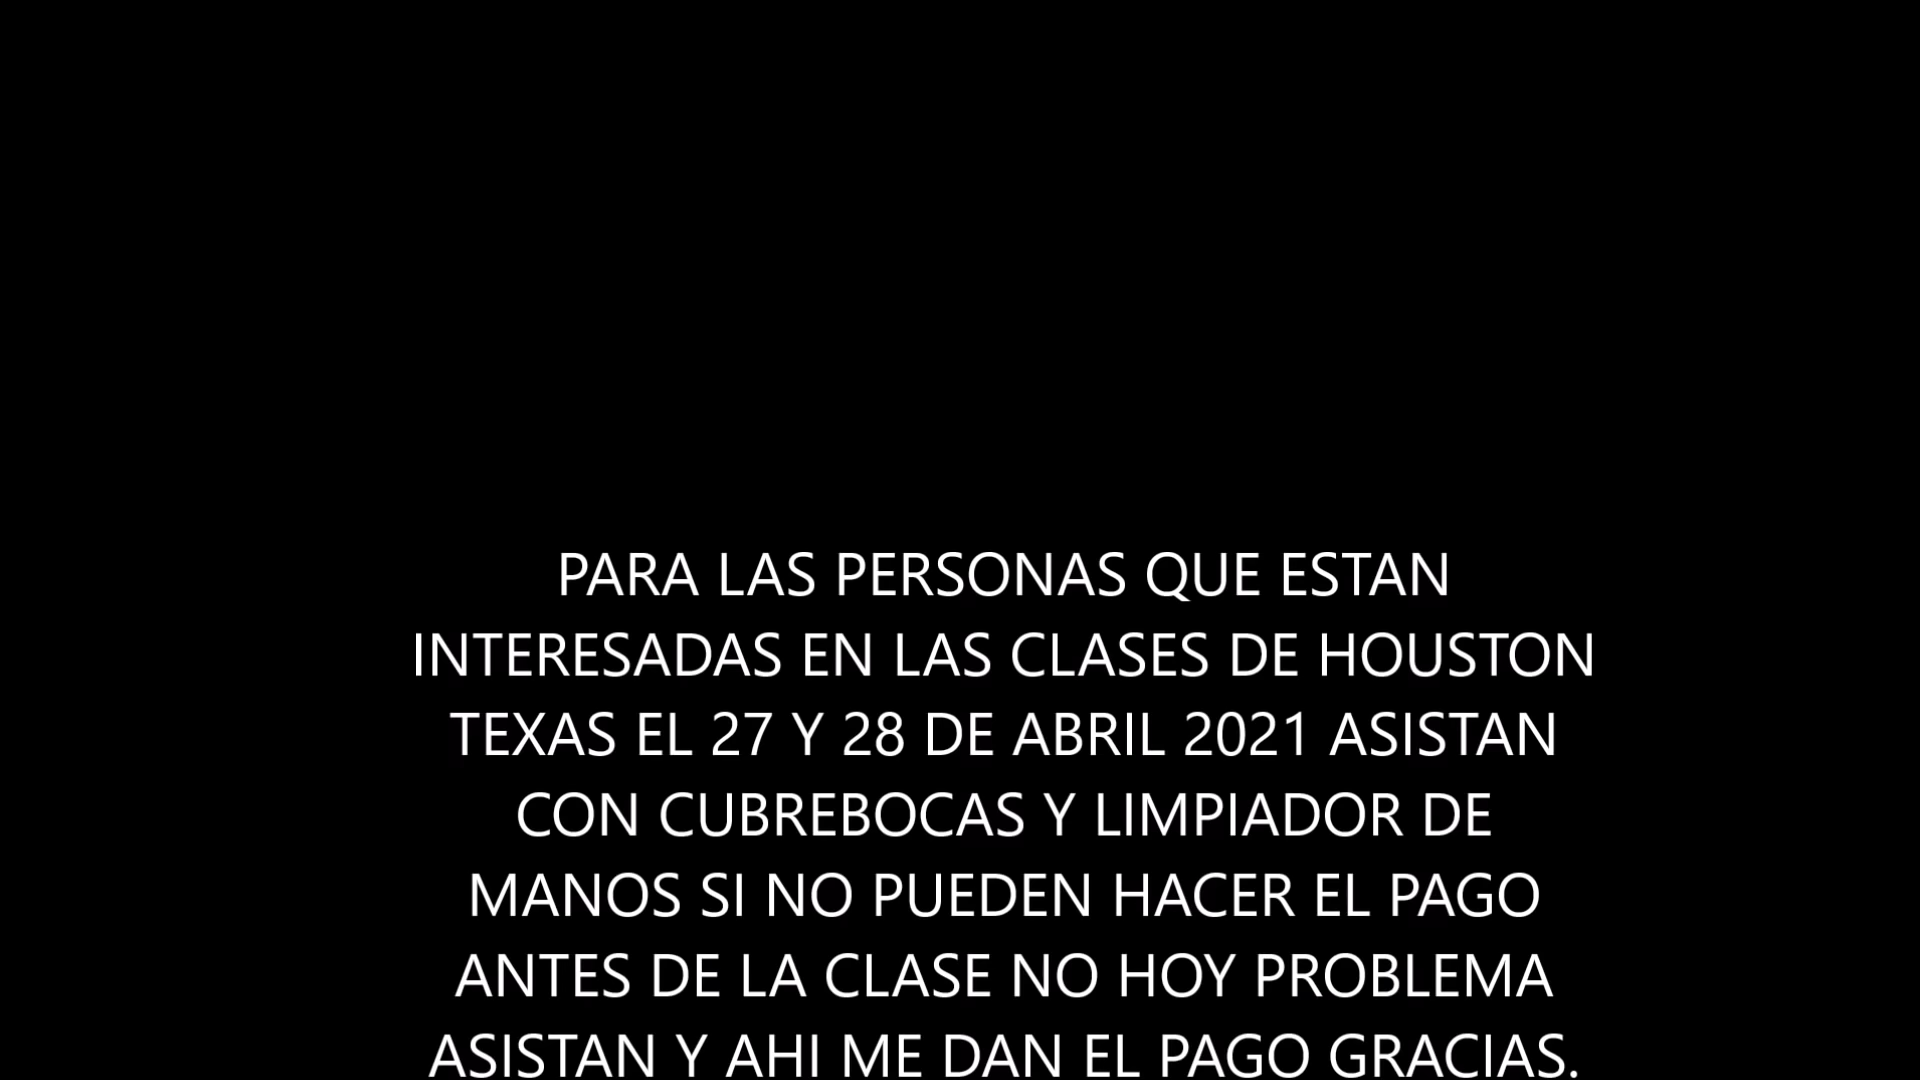 PARA LAS PERSONAS QUE ESTAN
INTERESADAS EN LAS CLASES DE HOUSTON
TEXAS EL 27 Y 28 DE ABRIL 2021 ASISTAN
CON CUBREBOCAS Y LIMPIADOR DE
MANOS SI NO PUEDEN HACER EL PAGO
ANTES DE LA CLASE NO HOY PROBLEMA
ASISTAN Y AHI ME DAN EL PAGO GRACIAS.